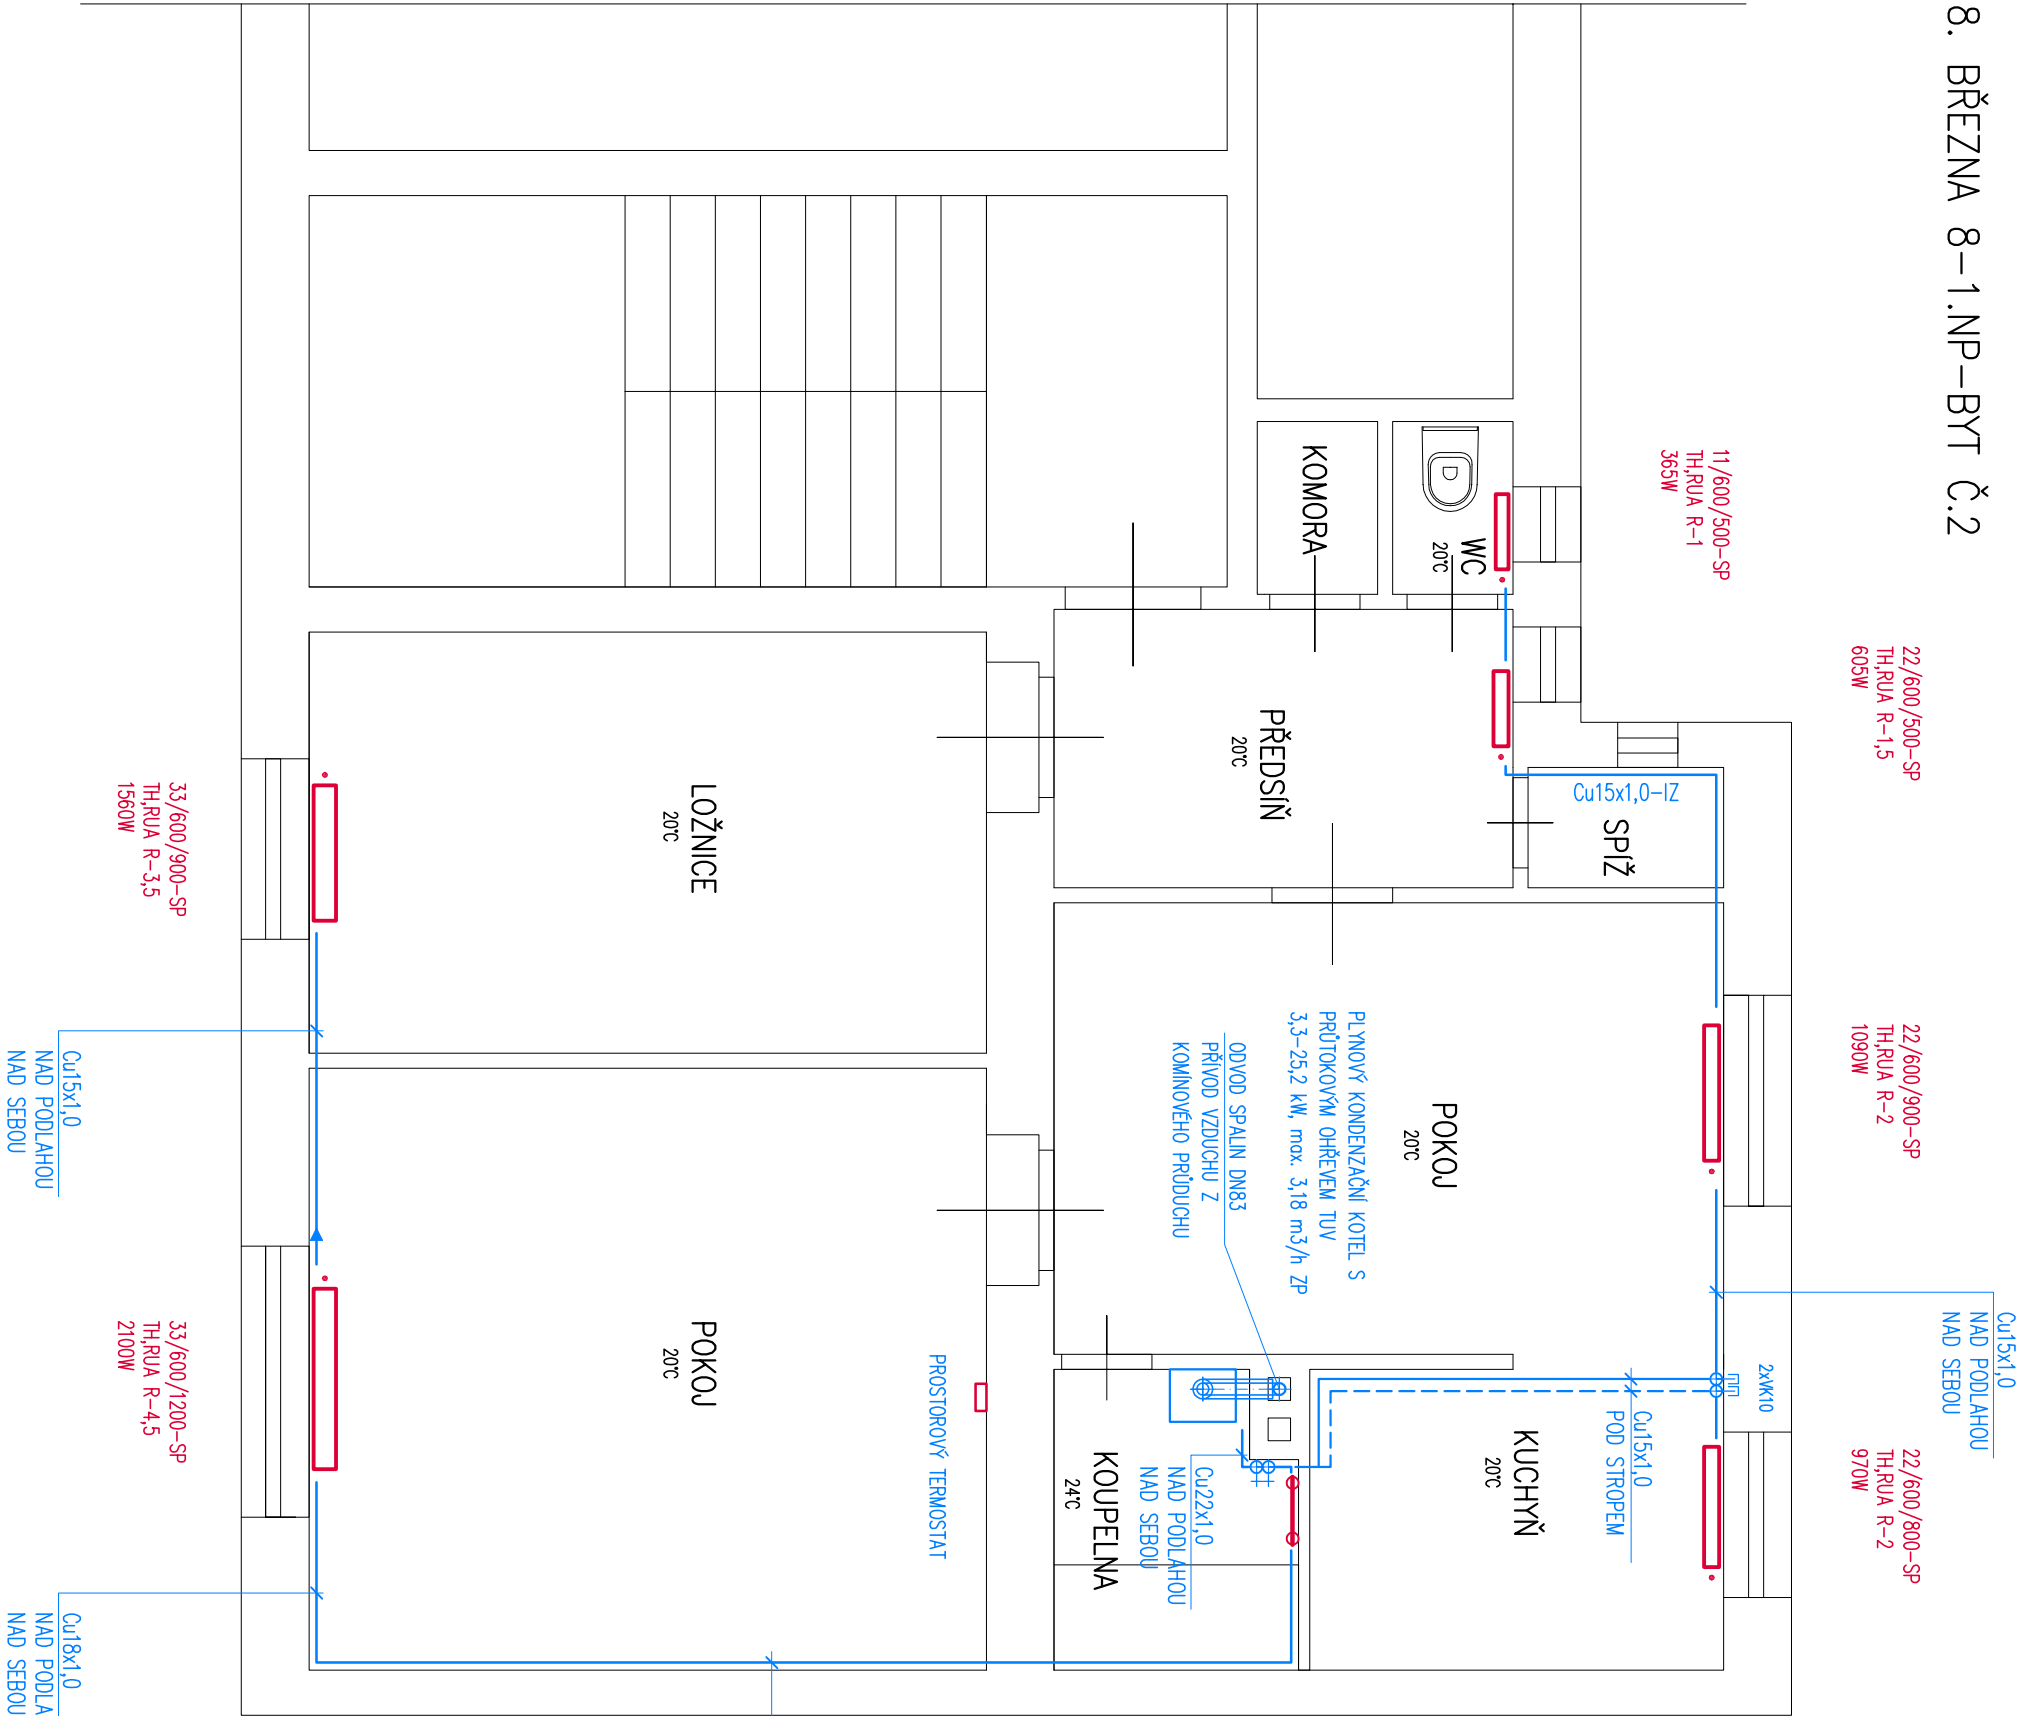 8. BŘEZNA 8-1.NP-BYT Č.2
11/600/500-SP
TH,RUA R-1
365W
22/600/500-SP
TH,RUA R-1,5
605W
22/600/900-SP
TH,RUA R-2
1090W
22/600/800-SP
TH,RUA R-2
970W
Cu15x1,0
NAD PODLAHOU
NAD SEBOU
2xVK10
Cu15x1,0-IZ
SPÍŽ
Cu15x1,0
POD STROPEM
KUCHYŇ
20°C
WC
20°C
KOMORA
PŘEDSÍŇ
20°C
POKOJ
20°C
PLYNOVÝ KONDENZAČNÍ KOTEL S
PRŮTOKOVÝM OHŘEVEM TUV
3,3-25,2 kW, max. 3,18 m3/h ZP
ODVOD SPALIN DN83
PŘÍVOD VZDUCHU Z
KOMÍNOVÉHO PRŮDUCHU
Cu22x1,0
NAD PODLAHOU
NAD SEBOU
KOUPELNA
24°C
PROSTOROVÝ TERMOSTAT
LOŽNICE
20°C
POKOJ
20°C
33/600/900-SP
TH,RUA R-3,5
1560W
33/600/1200-SP
TH,RUA R-4,5
2100W
Cu15x1,0
NAD PODLAHOU
NAD SEBOU
Cu18x1,0
NAD PODLA
NAD SEBOU